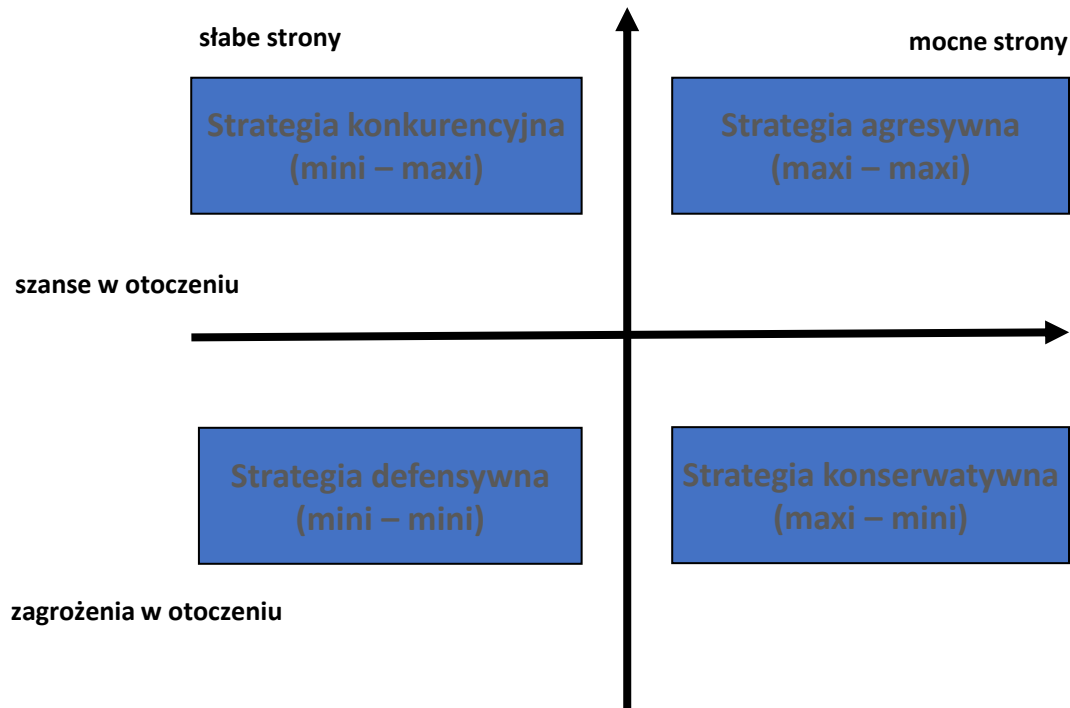 słabe strony
mocne strony
Strategia konkurencyjna
(mini – maxi)
Strategia agresywna
(maxi – maxi)
szanse w otoczeniu
Strategia defensywna
(mini – mini)
Strategia konserwatywna
(maxi – mini)
zagrożenia w otoczeniu